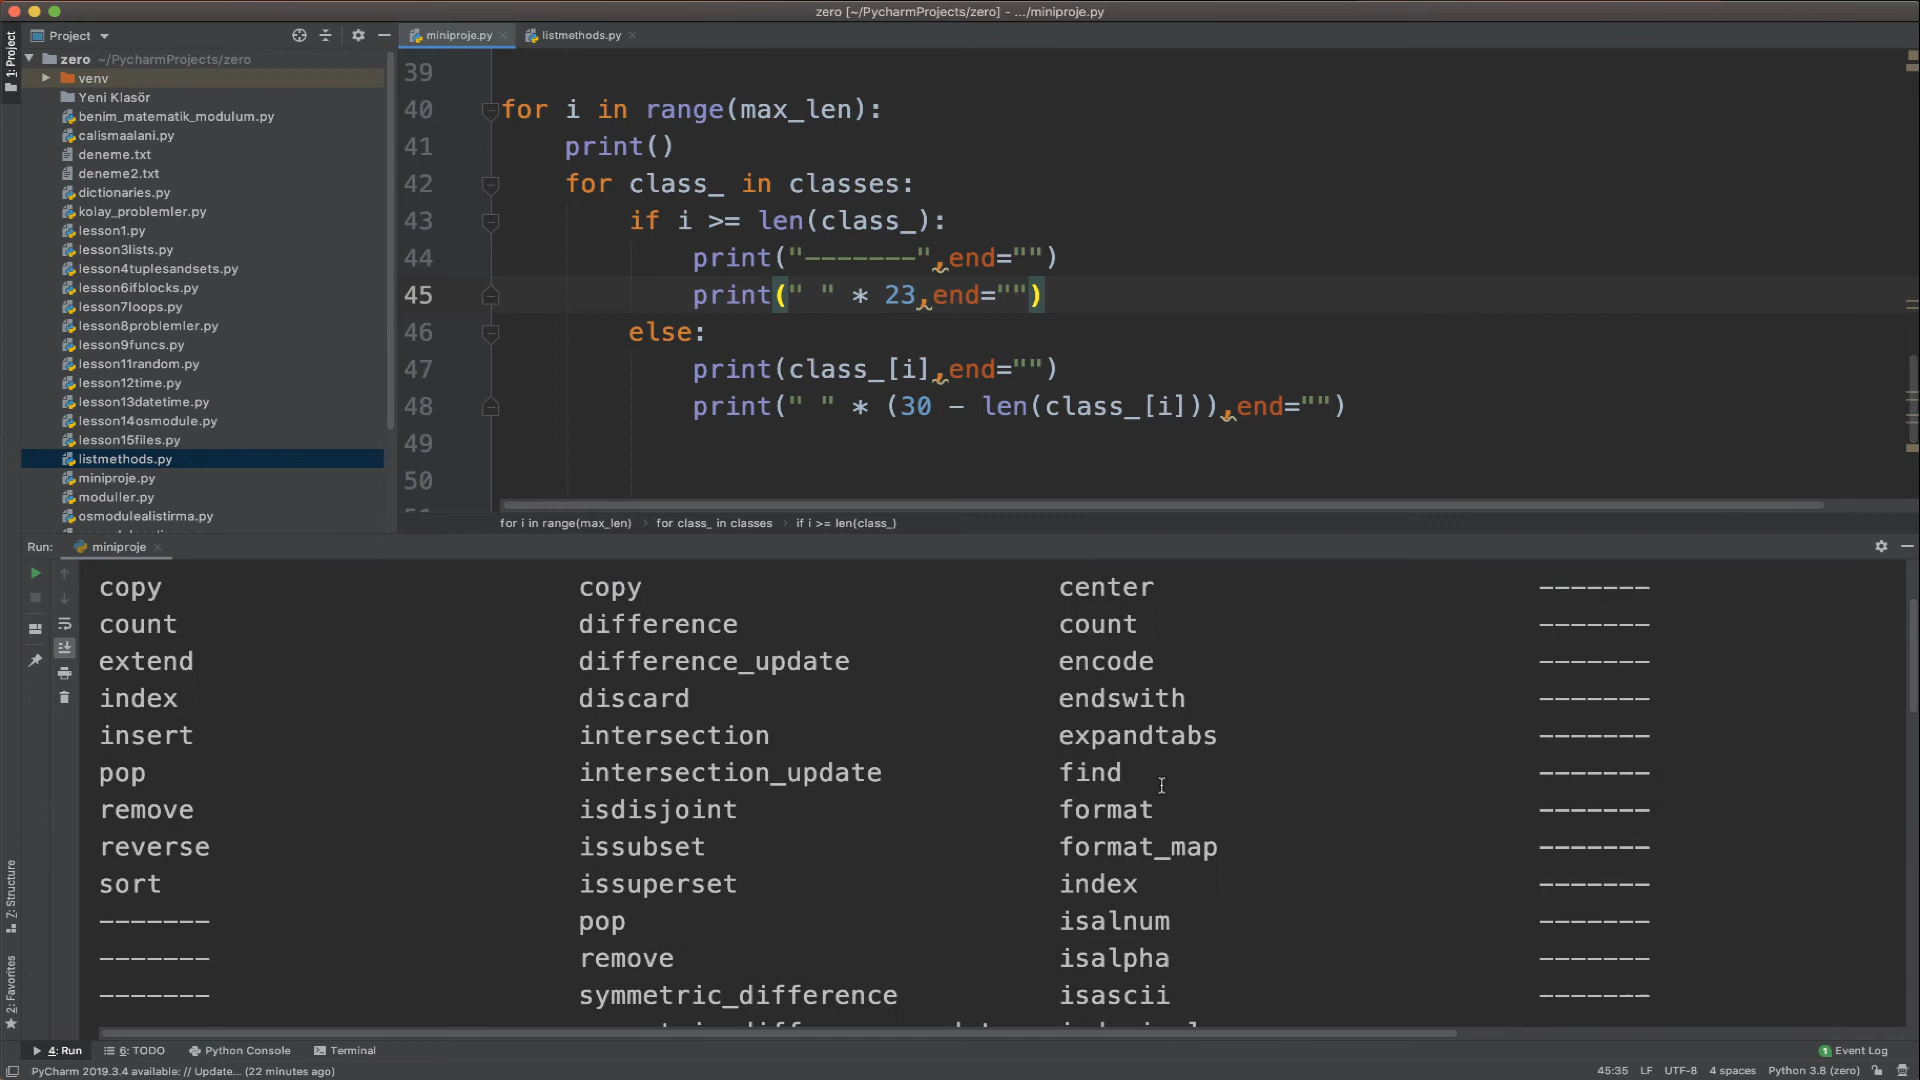 zero [~/PycharmProjects/zero] - .../miniproje.py
1: Project
Project
miniproje.py
listmethods.py
zero ~/PycharmProjects/zero
venv
Yeni Klasör
benim_matematik_modulum.py
calismaalani.py
deneme.txt
deneme2.txt
dictionaries.py
kolay_problemler.py
lesson1.py
lesson3lists.py
lesson4tuplesandsets.py
lesson6ifblocks.py
lesson7loops.py
lesson8problemler.py
lesson9funcs.py
lesson11random.py
lesson12time.py
lesson13datetime.py
lesson14osmodule.py
lesson15files.py
listmethods.py
miniproje.py
moduller.py
osmodulealistirma.py
39
40 for i in range(max_len):
41 print()
42 for class_ in classes:
43 if i >= len(class_):
44 print("-------",end="")
45 print(" " * 23,end="")
46 else:
47 print(class_[i],end="")
48 print(" " * (30 - len(class_[i])),end="")
49
50
for i in range(max_len) › for class_ in classes › if i >= len(class_)
Run: miniproje
copy copy center -------
count difference count -------
extend difference_update encode -------
index discard endswith -------
insert intersection expandtabs -------
pop intersection_update find -------
remove isdisjoint format -------
reverse issubset format_map -------
sort issuperset index -------
------- pop isalnum -------
------- remove isalpha -------
------- symmetric_difference isascii -------
7: Structure
2: Favorites
4: Run 6: TODO Python Console Terminal 1 Event Log
PyCharm 2019.3.4 available: // Update... (22 minutes ago) 45:35 LF UTF-8 4 spaces Python 3.8 (zero)